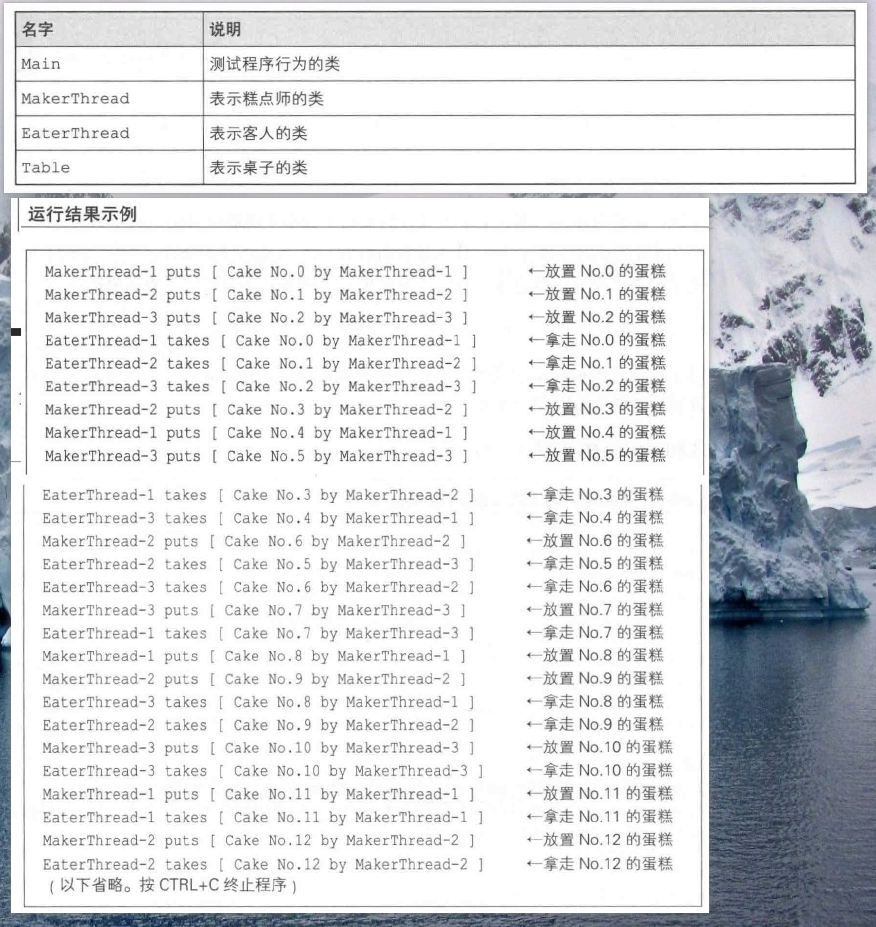 名字 说明
Main 测试程序行为的类
MakerThread 表示糕点师的类
EaterThread 表示客人的类
Table 表示桌子的类
运行结果示例
MakerThread-1 puts [ Cake No.0 by MakerThread-1 ] ←放置 No.0 的蛋糕
MakerThread-2 puts [ Cake No.1 by MakerThread-2 ] ←放置 No.1 的蛋糕
MakerThread-3 puts [ Cake No.2 by MakerThread-3 ] ←放置 No.2 的蛋糕
EaterThread-1 takes [ Cake No.0 by MakerThread-1 ] ←拿走 No.0 的蛋糕
EaterThread-2 takes [ Cake No.1 by MakerThread-2 ] ←拿走 No.1 的蛋糕
EaterThread-3 takes [ Cake No.2 by MakerThread-3 ] ←拿走 No.2 的蛋糕
MakerThread-2 puts [ Cake No.3 by MakerThread-2 ] ←放置 No.3 的蛋糕
MakerThread-1 puts [ Cake No.4 by MakerThread-1 ] ←放置 No.4 的蛋糕
MakerThread-3 puts [ Cake No.5 by MakerThread-3 ] ←放置 No.5 的蛋糕
EaterThread-1 takes [ Cake No.3 by MakerThread-2 ] ←拿走 No.3 的蛋糕
EaterThread-3 takes [ Cake No.4 by MakerThread-1 ] ←拿走 No.4 的蛋糕
MakerThread-2 puts [ Cake No.6 by MakerThread-2 ] ←放置 No.6 的蛋糕
EaterThread-2 takes [ Cake No.5 by MakerThread-3 ] ←拿走 No.5 的蛋糕
EaterThread-3 takes [ Cake No.6 by MakerThread-2 ] ←拿走 No.6 的蛋糕
MakerThread-3 puts [ Cake No.7 by MakerThread-3 ] ←放置 No.7 的蛋糕
EaterThread-1 takes [ Cake No.7 by MakerThread-3 ] ←拿走 No.7 的蛋糕
MakerThread-1 puts [ Cake No.8 by MakerThread-1 ] ←放置 No.8 的蛋糕
MakerThread-2 puts [ Cake No.9 by MakerThread-2 ] ←放置 No.9 的蛋糕
EaterThread-3 takes [ Cake No.8 by MakerThread-1 ] ←拿走 No.8 的蛋糕
EaterThread-2 takes [ Cake No.9 by MakerThread-2 ] ←拿走 No.9 的蛋糕
MakerThread-3 puts [ Cake No.10 by MakerThread-3 ] ←放置 No.10 的蛋糕
EaterThread-3 takes [ Cake No.10 by MakerThread-3 ] ←拿走 No.10 的蛋糕
MakerThread-1 puts [ Cake No.11 by MakerThread-1 ] ←放置 No.11 的蛋糕
EaterThread-1 takes [ Cake No.11 by MakerThread-1 ] ←拿走 No.11 的蛋糕
MakerThread-2 puts [ Cake No.12 by MakerThread-2 ] ←放置 No.12 的蛋糕
EaterThread-2 takes [ Cake No.12 by MakerThread-2 ] ←拿走 No.12 的蛋糕
(以下省略。按 CTRL+C 终止程序)